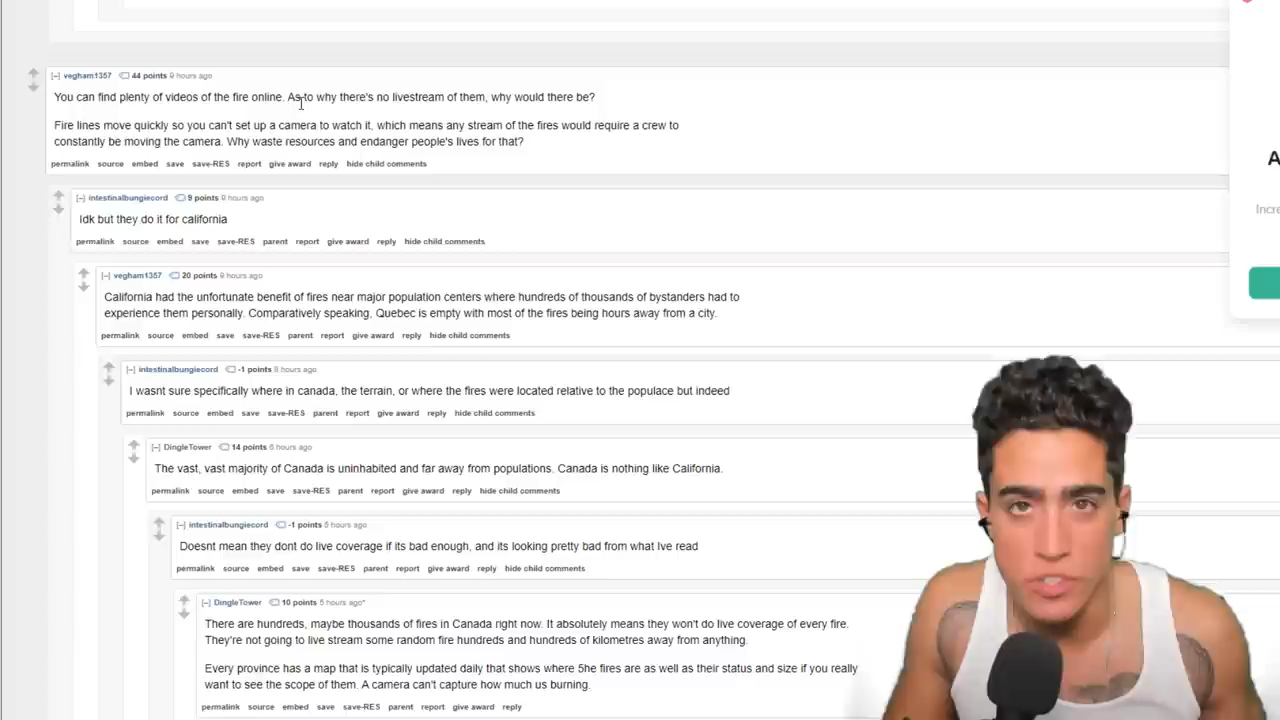 [–] vegham1357 44 points 9 hours ago
You can find plenty of videos of the fire online. As to why there's no livestream of them, why would there be?
Fire lines move quickly so you can't set up a camera to watch it, which means any stream of the fires would require a crew to
constantly be moving the camera. Why waste resources and endanger people's lives for that?
permalink source embed save save-RES report give award reply hide child comments
A
[–] intestinalbungiecord 9 points 9 hours ago
Incre
Idk but they do it for california
permalink source embed save save-RES parent report give award reply hide child comments
[–] vegham1357 20 points 9 hours ago
California had the unfortunate benefit of fires near major population centers where hundreds of thousands of bystanders had to
experience them personally. Comparatively speaking, Quebec is empty with most of the fires being hours away from a city.
permalink source embed save save-RES parent report give award reply hide child comments
[–] intestinalbungiecord -1 points 8 hours ago
I wasnt sure specifically where in canada, the terrain, or where the fires were located relative to the populace but indeed
permalink source embed save save-RES parent report give award reply hide child comments
[–] DingleTower 14 points 6 hours ago
The vast, vast majority of Canada is uninhabited and far away from populations. Canada is nothing like California.
permalink source embed save save-RES parent report give award reply hide child comments
[–] intestinalbungiecord -1 points 5 hours ago
Doesnt mean they dont do live coverage if its bad enough, and its looking pretty bad from what Ive read
permalink source embed save save-RES parent report give award reply hide child comments
[–] DingleTower 10 points 5 hours ago*
There are hundreds, maybe thousands of fires in Canada right now. It absolutely means they won't do live coverage of every fire.
They're not going to live stream some random fire hundreds and hundreds of kilometres away from anything.
Every province has a map that is typically updated daily that shows where 5he fires are as well as their status and size if you really
want to see the scope of them. A camera can't capture how much us burning.
permalink source embed save save-RES parent report give award reply